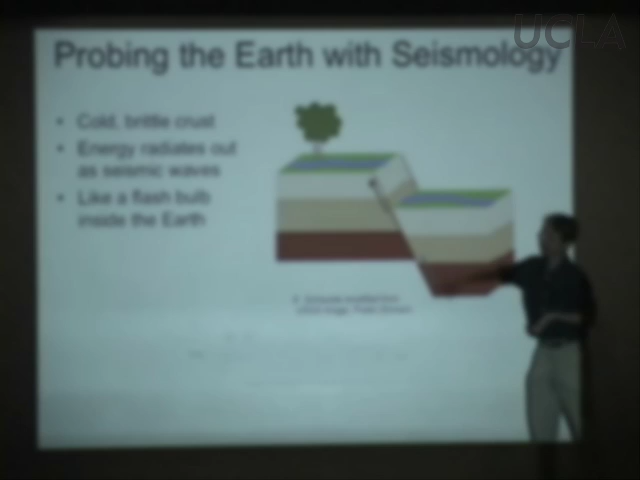 UCLA
Probing the Earth with Seismology
• Cold, brittle crust
• Energy radiates out
as seismic waves
• Like a flash bulb
inside the Earth